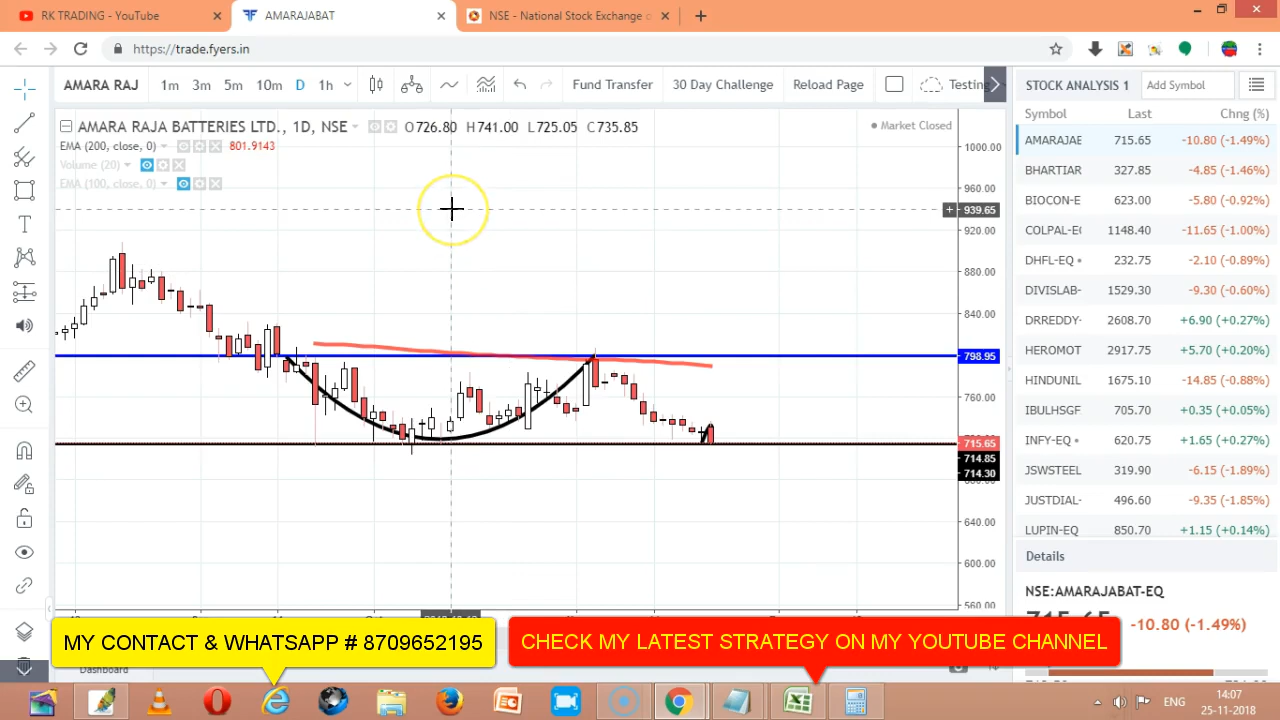 RK TRADING - YouTube
AMARAJABAT
NSE - National Stock Exchange
https://trade.fyers.in
AMARA RAJ 1m 3m 5m 10m D 1h Fund Transfer 30 Day Challenge Reload Page Testing
AMARA RAJA BATTERIES LTD., 1D, NSE O726.80 H741.00 L725.05 C735.85
Market Closed
EMA (200, close, 0) 801.9143
Volume (20)
EMA (100, close, 0)
1000.00
960.00
939.65
920.00
880.00
840.00
798.95
760.00
715.65
714.85
714.30
640.00
600.00
560.00
STOCK ANALYSIS 1 Add Symbol
Symbol Last Chng (%)
AMARAJAE 715.65 -10.80 (-1.49%)
BHARTIAR 327.85 -4.85 (-1.46%)
BIOCON-E 623.00 -5.80 (-0.92%)
COLPAL-E( 1148.40 -11.65 (-1.00%)
DHFL-EQ 232.75 -2.10 (-0.89%)
DIVISLAB- 1529.30 -9.30 (-0.60%)
DRREDDY- 2608.70 +6.90 (+0.27%)
HEROMOT 2917.75 +5.70 (+0.20%)
HINDUNIL 1675.10 -14.85 (-0.88%)
IBULHSGF 705.70 +0.35 (+0.05%)
INFY-EQ 620.75 +1.65 (+0.27%)
JSWSTEEL 319.90 -6.15 (-1.89%)
JUSTDIAL- 496.60 -9.35 (-1.85%)
LUPIN-EQ 850.70 +1.15 (+0.14%)
Details
NSE:AMARAJABAT-EQ
715.65 -10.80 (-1.49%)
MY CONTACT & WHATSAPP # 8709652195
CHECK MY LATEST STRATEGY ON MY YOUTUBE CHANNEL
Dashboard
ENG
14:07
25-11-2018